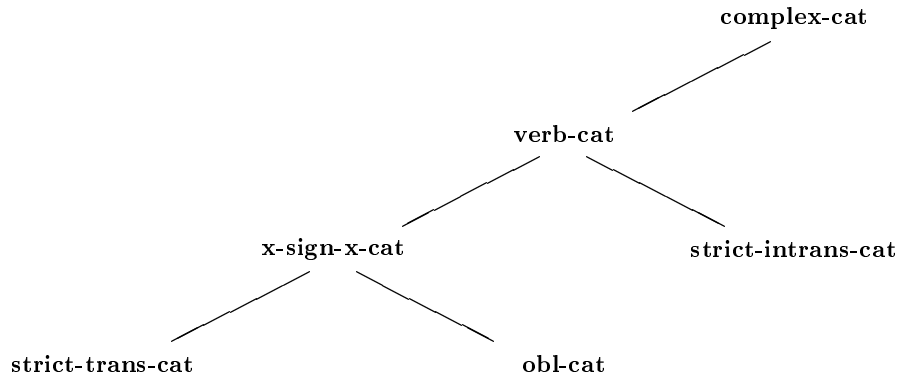 complex-cat
verb-cat
x-sign-x-cat
strict-intrans-cat
strict-trans-cat
obl-cat